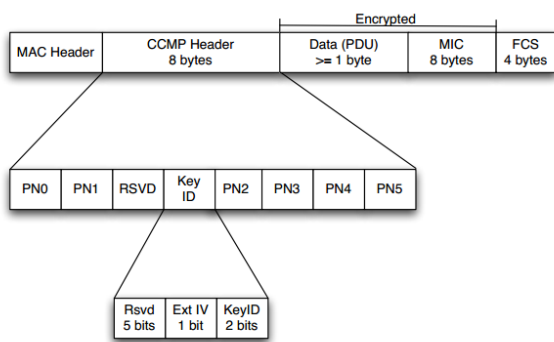 Encrypted
MAC Header
CCMP Header
8 bytes
Data (PDU)
>= 1 byte
MIC
8 bytes
FCS
4 bytes
PN0
PN1
RSVD
Key
ID
PN2
PN3
PN4
PN5
Rsvd
5 bits
Ext IV
1 bit
KeyID
2 bits